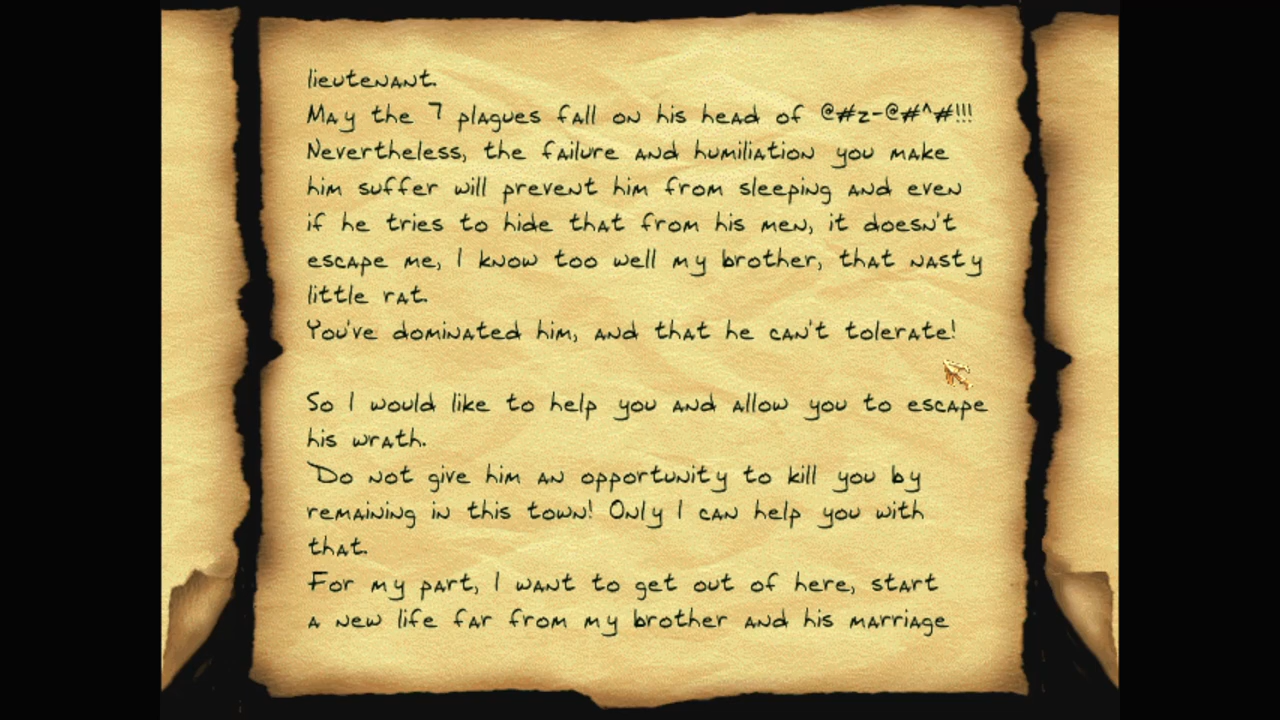 lieutenant.
May the 7 plagues fall on his head of @#z-@#^#!!!
Nevertheless, the failure and humiliation you make
him suffer will prevent him from sleeping and even
if he tries to hide that from his men, it doesn't
escape me, I know too well my brother, that nasty
little rat.
You've dominated him, and that he can't tolerate!
So I would like to help you and allow you to escape
his wrath.
Do not give him an opportunity to kill you by
remaining in this town! Only I can help you with
that.
For my part, I want to get out of here, start
a new life far from my brother and his marriage